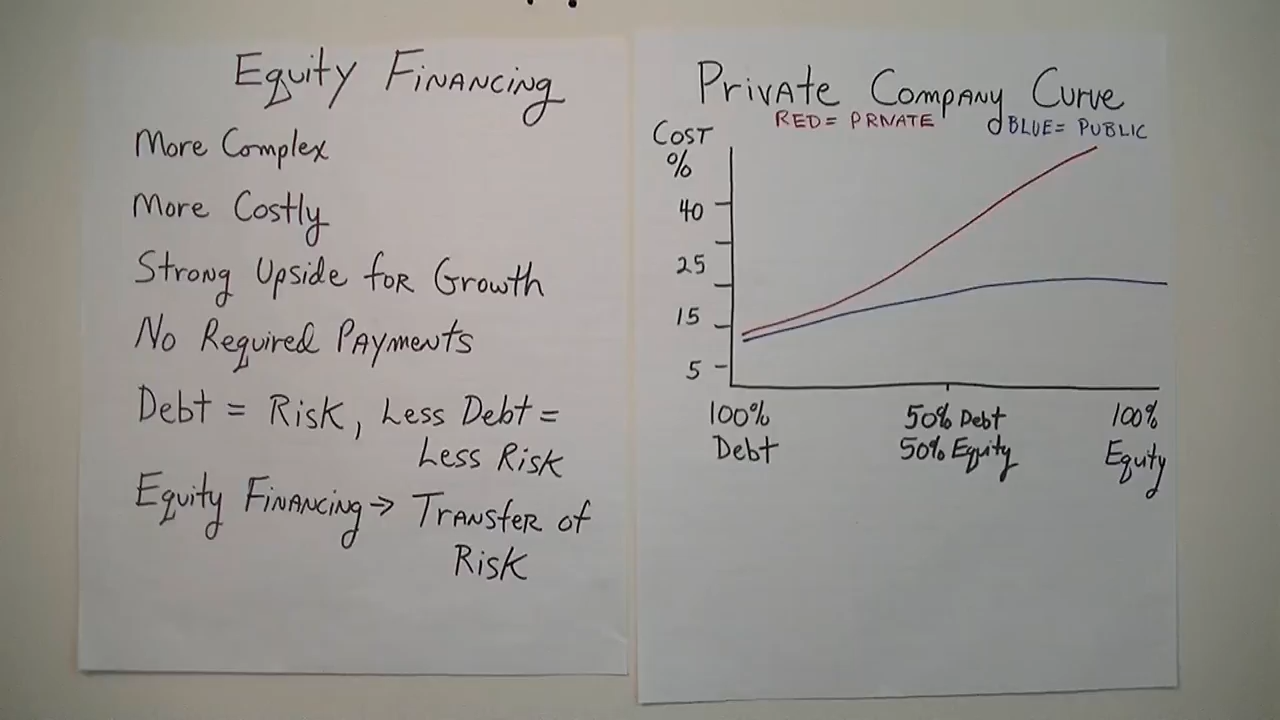 Equity Financing
More Complex
More Costly
Strong Upside for Growth
No Required Payments
Debt = Risk, Less Debt =
Less Risk
Equity Financing → Transfer of
Risk
Private Company Curve
RED = PRIVATE BLUE = PUBLIC
COST
%
40
25
15
5
100% 50% Debt 100%
Debt 50% Equity Equity